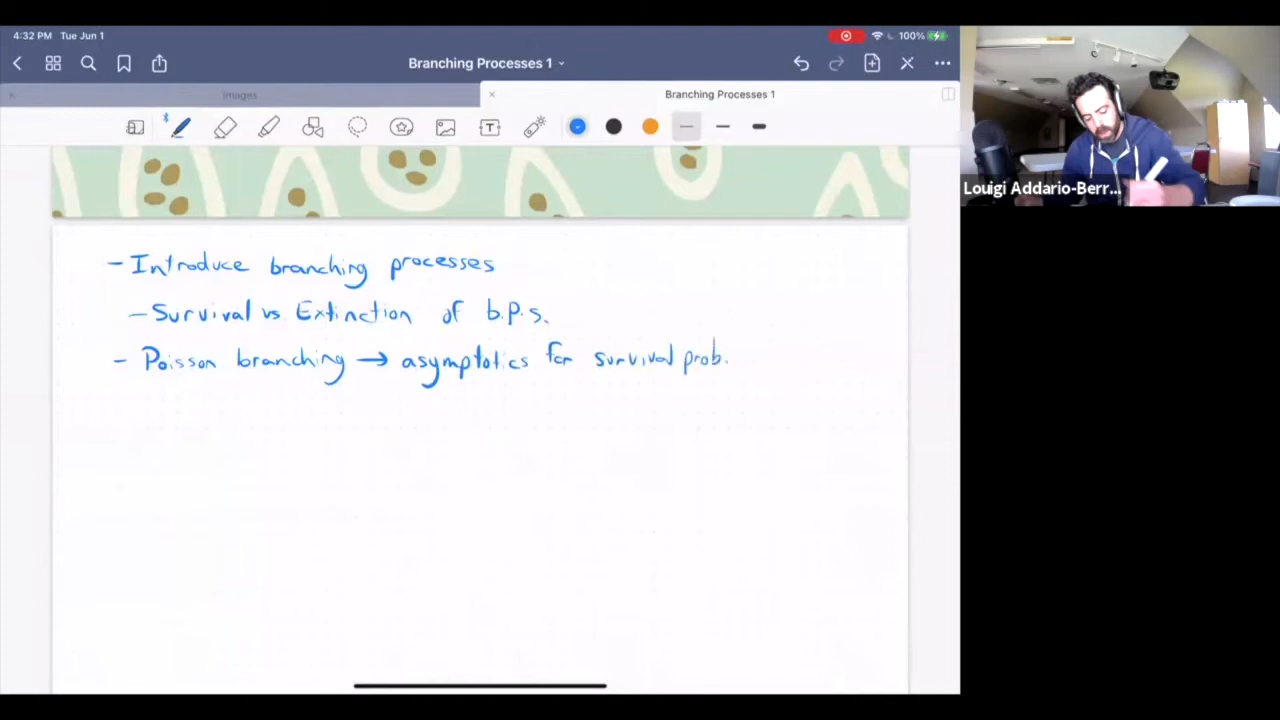 4:32 PM Tue Jun 1
100%
Branching Processes 1
Images
Branching Processes 1
Louigi Addario-Berr...
- Introduce branching processes
- Survival vs Extinction of b.p.s.
- Poisson branching → asymptotics for survival prob.